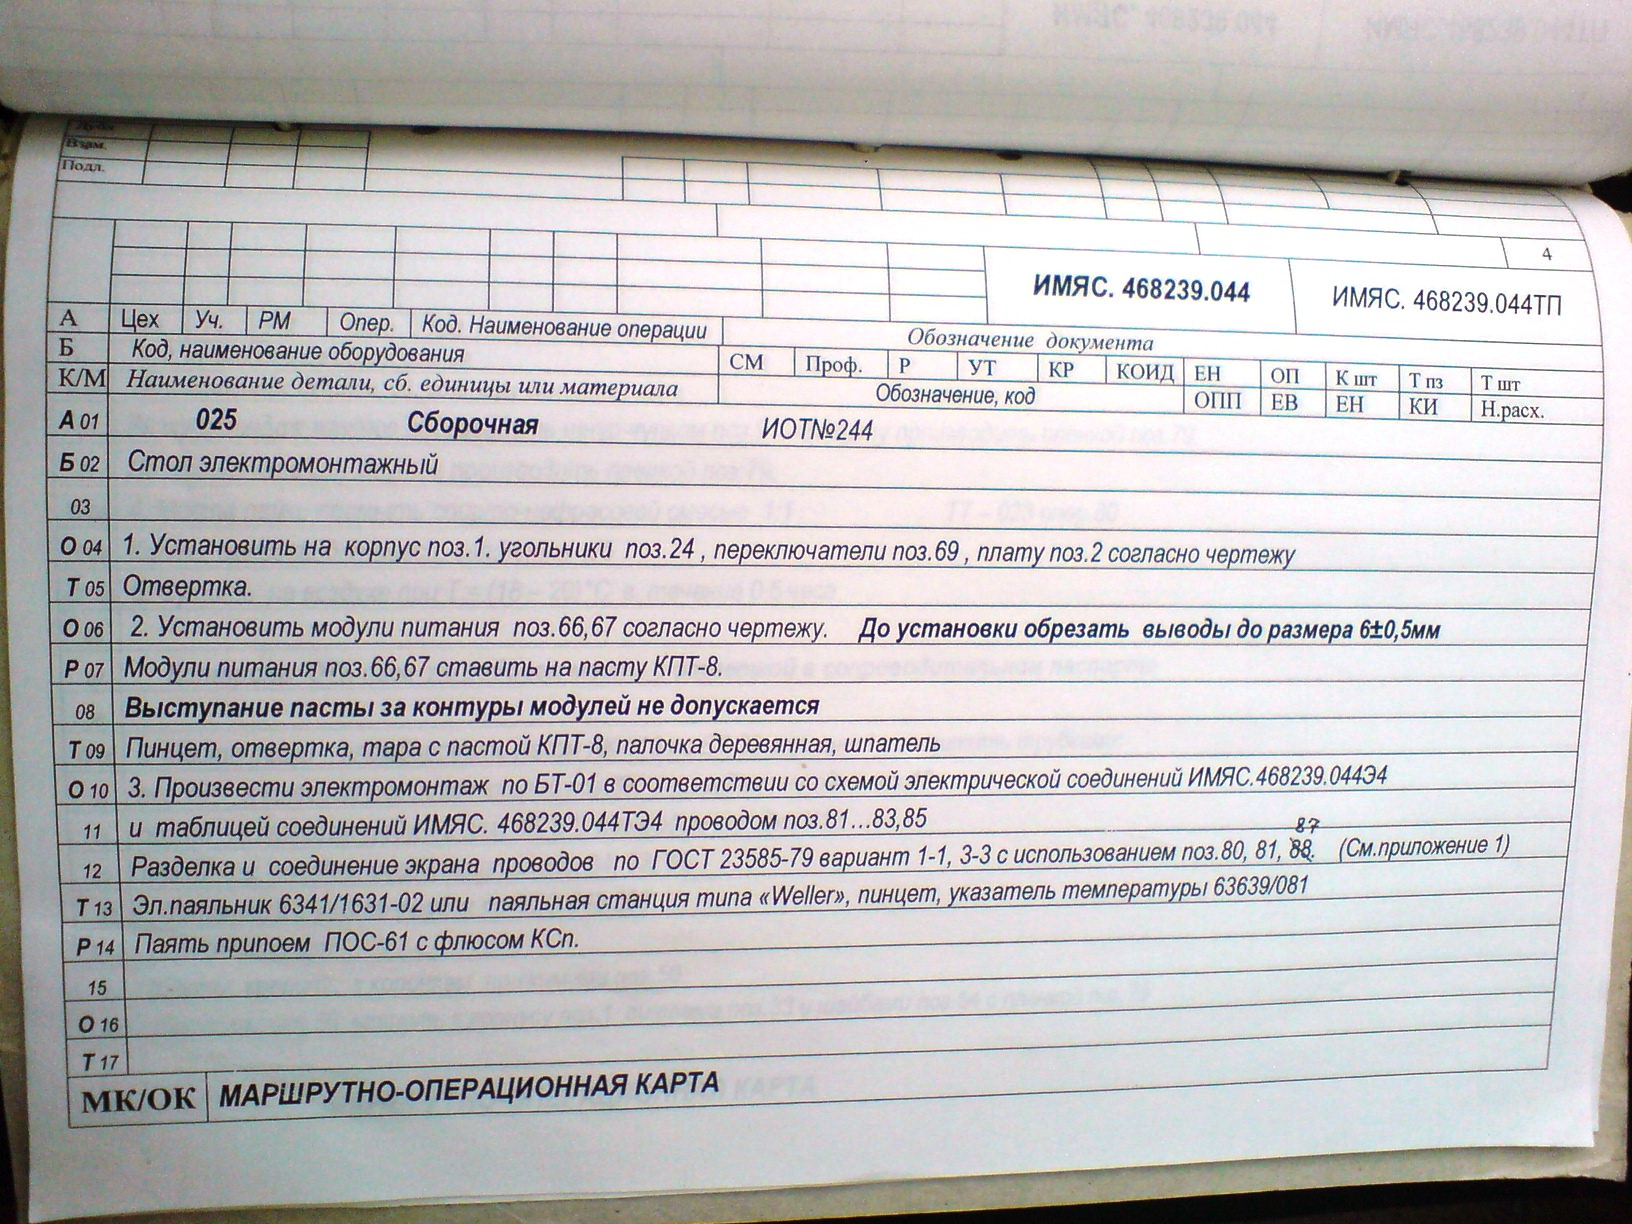 Взам.
Подл.
4
ИМЯС. 468239.044 ИМЯС. 468239.044ТП
А Цех Уч. РМ Опер. Код. Наименование операции Обозначение документа
Б Код, наименование оборудования СМ Проф. Р УТ КР КОИД ЕН ОП К шт Т пз Т шт
К/М Наименование детали, сб. единицы или материала Обозначение, код ОПП ЕВ ЕН КИ Н.расх.
А 01 025 Сборочная ИОТ№244
Б 02 Стол электромонтажный
03
О 04 1. Установить на корпус поз.1. угольники поз.24 , переключатели поз.69 , плату поз.2 согласно чертежу
Т 05 Отвертка.
О 06 2. Установить модули питания поз.66,67 согласно чертежу. До установки обрезать выводы до размера 6±0,5мм
Р 07 Модули питания поз.66,67 ставить на пасту КПТ-8.
08 Выступание пасты за контуры модулей не допускается
Т 09 Пинцет, отвертка, тара с пастой КПТ-8, палочка деревянная, шпатель
О 10 3. Произвести электромонтаж по БТ-01 в соответствии со схемой электрической соединений ИМЯС.468239.044Э4
11 и таблицей соединений ИМЯС. 468239.044ТЭ4 проводом поз.81...83,85
87
12 Разделка и соединение экрана проводов по ГОСТ 23585-79 вариант 1-1, 3-3 с использованием поз.80, 81, 88. (См.приложение 1)
Т 13 Эл.паяльник 6341/1631-02 или паяльная станция типа «Weller», пинцет, указатель температуры 63639/081
Р 14 Паять припоем ПОС-61 с флюсом КСп.
15
О 16
Т 17
МК/ОК МАРШРУТНО-ОПЕРАЦИОННАЯ КАРТА